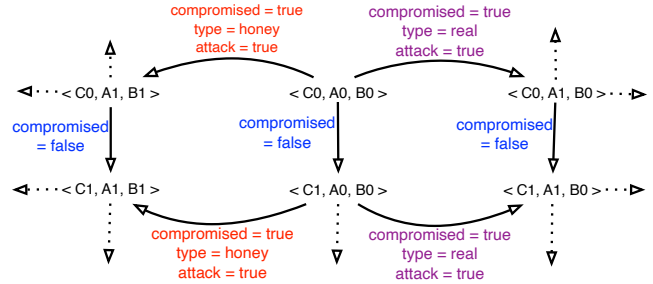 compromised = true
type = honey
attack = true
compromised = true
type = real
attack = true
< C0, A1, B1 >
< C0, A0, B0 >
< C0, A1, B0 >
compromised
= false
compromised
= false
compromised
= false
< C1, A1, B1 >
< C1, A0, B0 >
< C1, A1, B0 >
compromised = true
type = honey
attack = true
compromised = true
type = real
attack = true